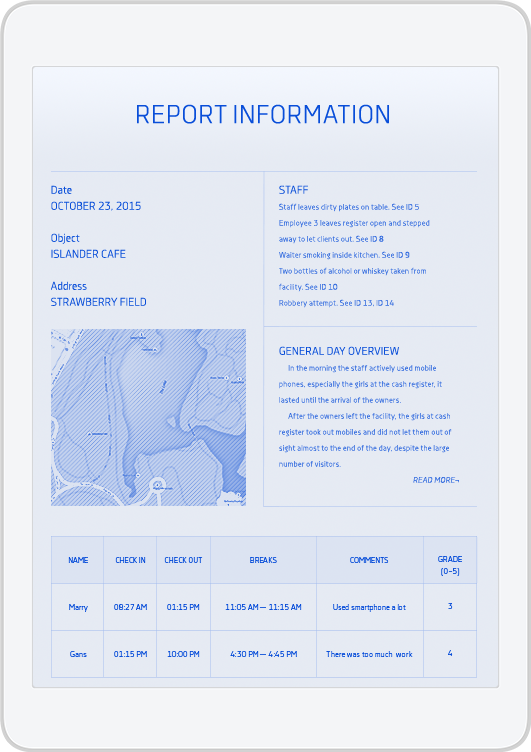 REPORT INFORMATION
Date
OCTOBER 23, 2015
Object
ISLANDER CAFE
Address
STRAWBERRY FIELD
STAFF
Staff leaves dirty plates on table. See ID 5
Employee 3 leaves register open and stepped
away to let clients out. See ID 8
Waiter smoking inside kitchen. See ID 9
Two bottles of alcohol or whiskey taken from
facility. See ID 10
Robbery attempt. See ID 13, ID 14
GENERAL DAY OVERVIEW
In the morning the staff actively used mobile
phones, especially the girls at the cash register, it
lasted until the arrival of the owners.
After the owners left the facility, the girls at cash
register took out mobiles and did not let them out of
sight almost to the end of the day, despite the large
number of visitors.
READ MORE¬
NAME CHECK IN CHECK OUT BREAKS COMMENTS GRADE
(0-5)
Marry 08:27 AM 01:15 PM 11:05 AM — 11:15 AM Used smartphone a lot 3
Gans 01:15 PM 10:00 PM 4:30 PM — 4:45 PM There was too much work 4